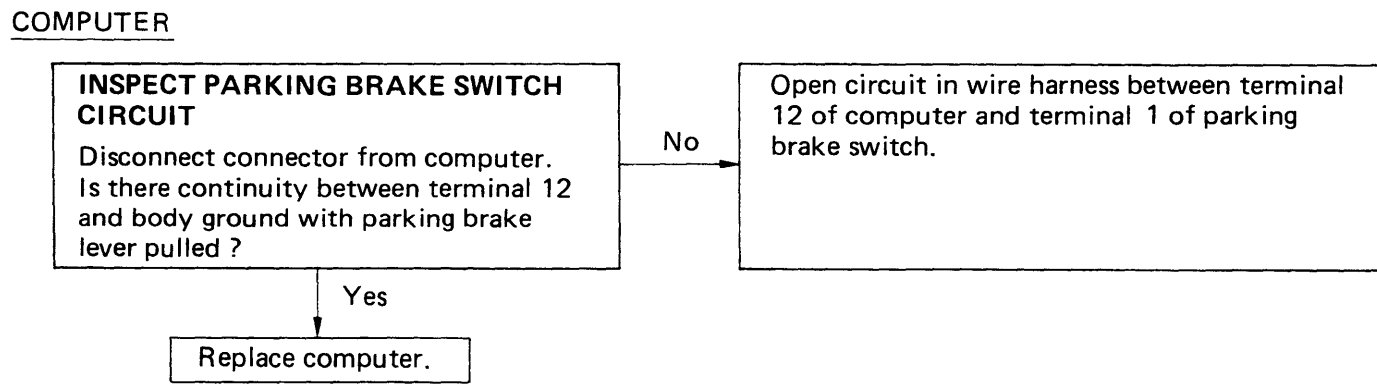 COMPUTER
INSPECT PARKING BRAKE SWITCH
CIRCUIT
Disconnect connector from computer.
Is there continuity between terminal 12
and body ground with parking brake
lever pulled ?
No
Open circuit in wire harness between terminal
12 of computer and terminal 1 of parking
brake switch.
Yes
Replace computer.